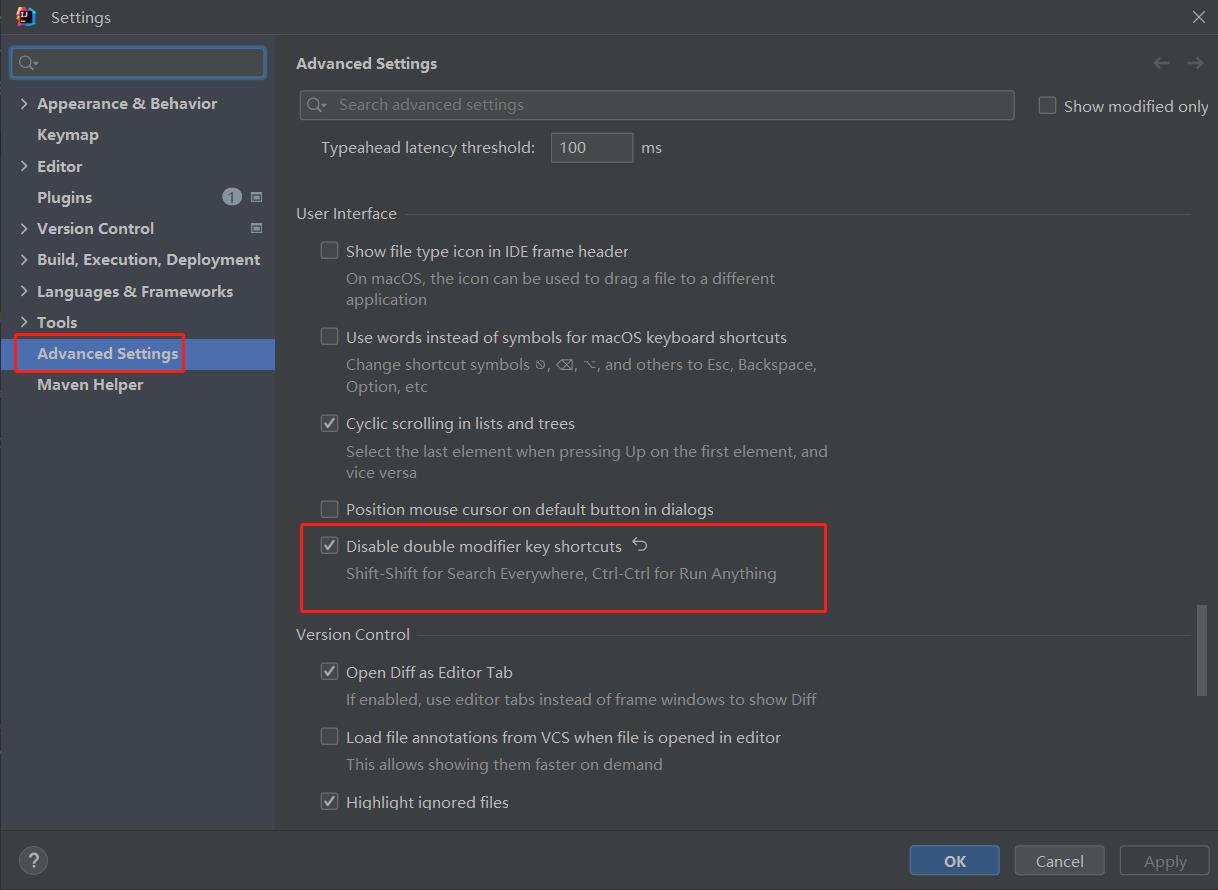 Settings
Appearance & Behavior
Keymap
Editor
Plugins 1
Version Control
Build, Execution, Deployment
Languages & Frameworks
Tools
Advanced Settings
Maven Helper
Advanced Settings
Search advanced settings
Show modified only
Typeahead latency threshold: 100 ms
User Interface
Show file type icon in IDE frame header
On macOS, the icon can be used to drag a file to a different
application
Use words instead of symbols for macOS keyboard shortcuts
Change shortcut symbols ⎋, ⌫, ⌥, and others to Esc, Backspace,
Option, etc
Cyclic scrolling in lists and trees
Select the last element when pressing Up on the first element, and
vice versa
Position mouse cursor on default button in dialogs
Disable double modifier key shortcuts
Shift-Shift for Search Everywhere, Ctrl-Ctrl for Run Anything
Version Control
Open Diff as Editor Tab
If enabled, use editor tabs instead of frame windows to show Diff
Load file annotations from VCS when file is opened in editor
This allows showing them faster on demand
Highlight ignored files
?
OK
Cancel
Apply